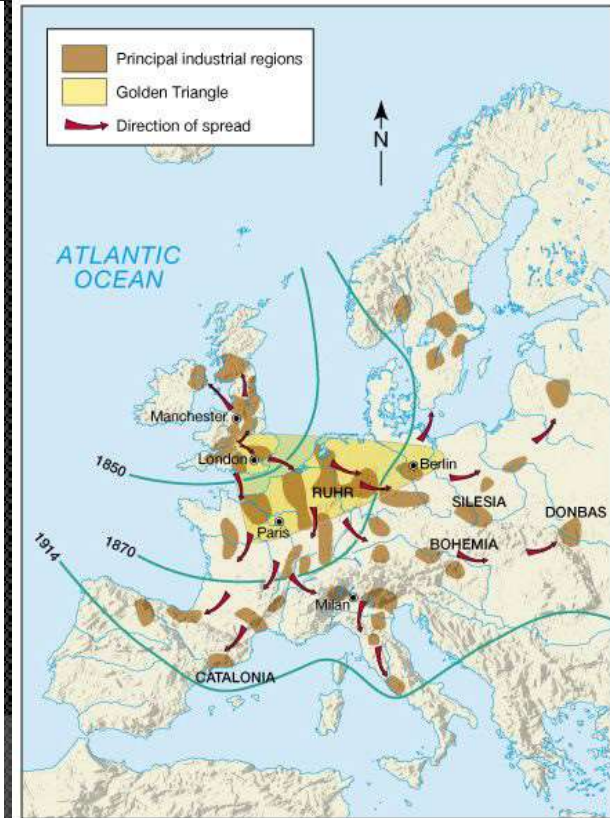 Principal industrial regions
Golden Triangle
Direction of spread
N
ATLANTIC
OCEAN
Manchester
London
Berlin
1850
RUHR
SILESIA
DONBAS
Paris
1914
1870
BOHEMIA
Milan
CATALONIA